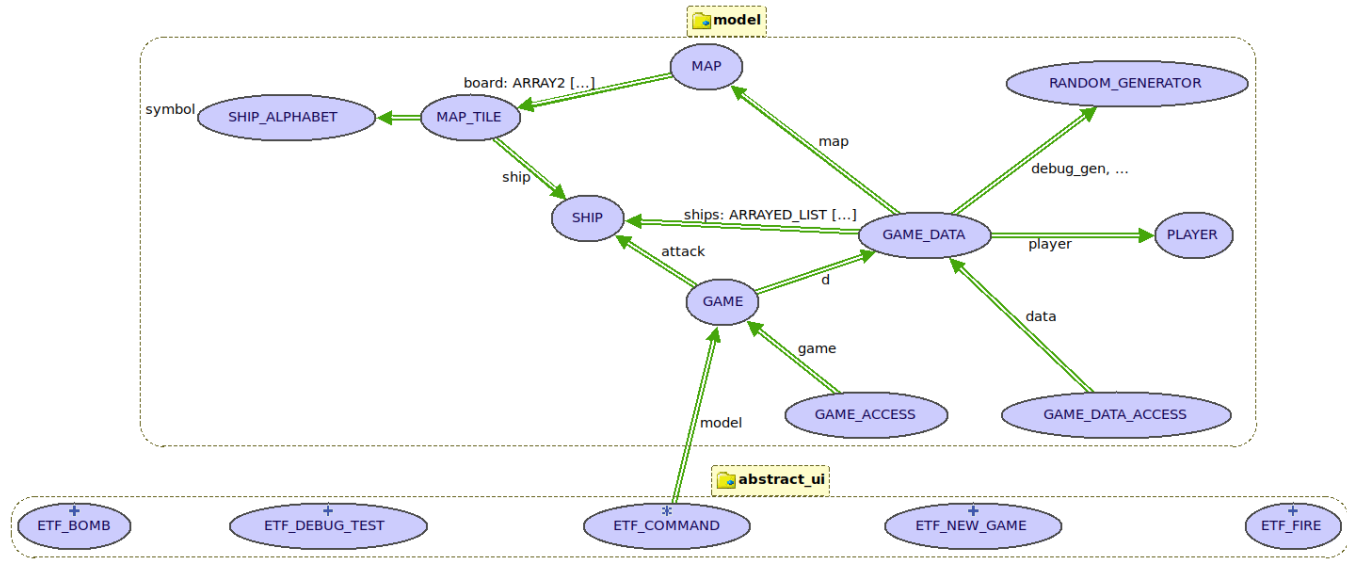 model
MAP
board: ARRAY2 [...]
RANDOM_GENERATOR
symbol
SHIP_ALPHABET
MAP_TILE
map
debug_gen, ...
ship
SHIP
ships: ARRAYED_LIST [...]
GAME_DATA
player
PLAYER
attack
d
GAME
data
game
GAME_ACCESS
GAME_DATA_ACCESS
model
abstract_ui
ETF_BOMB
ETF_DEBUG_TEST
ETF_COMMAND
ETF_NEW_GAME
ETF_FIRE